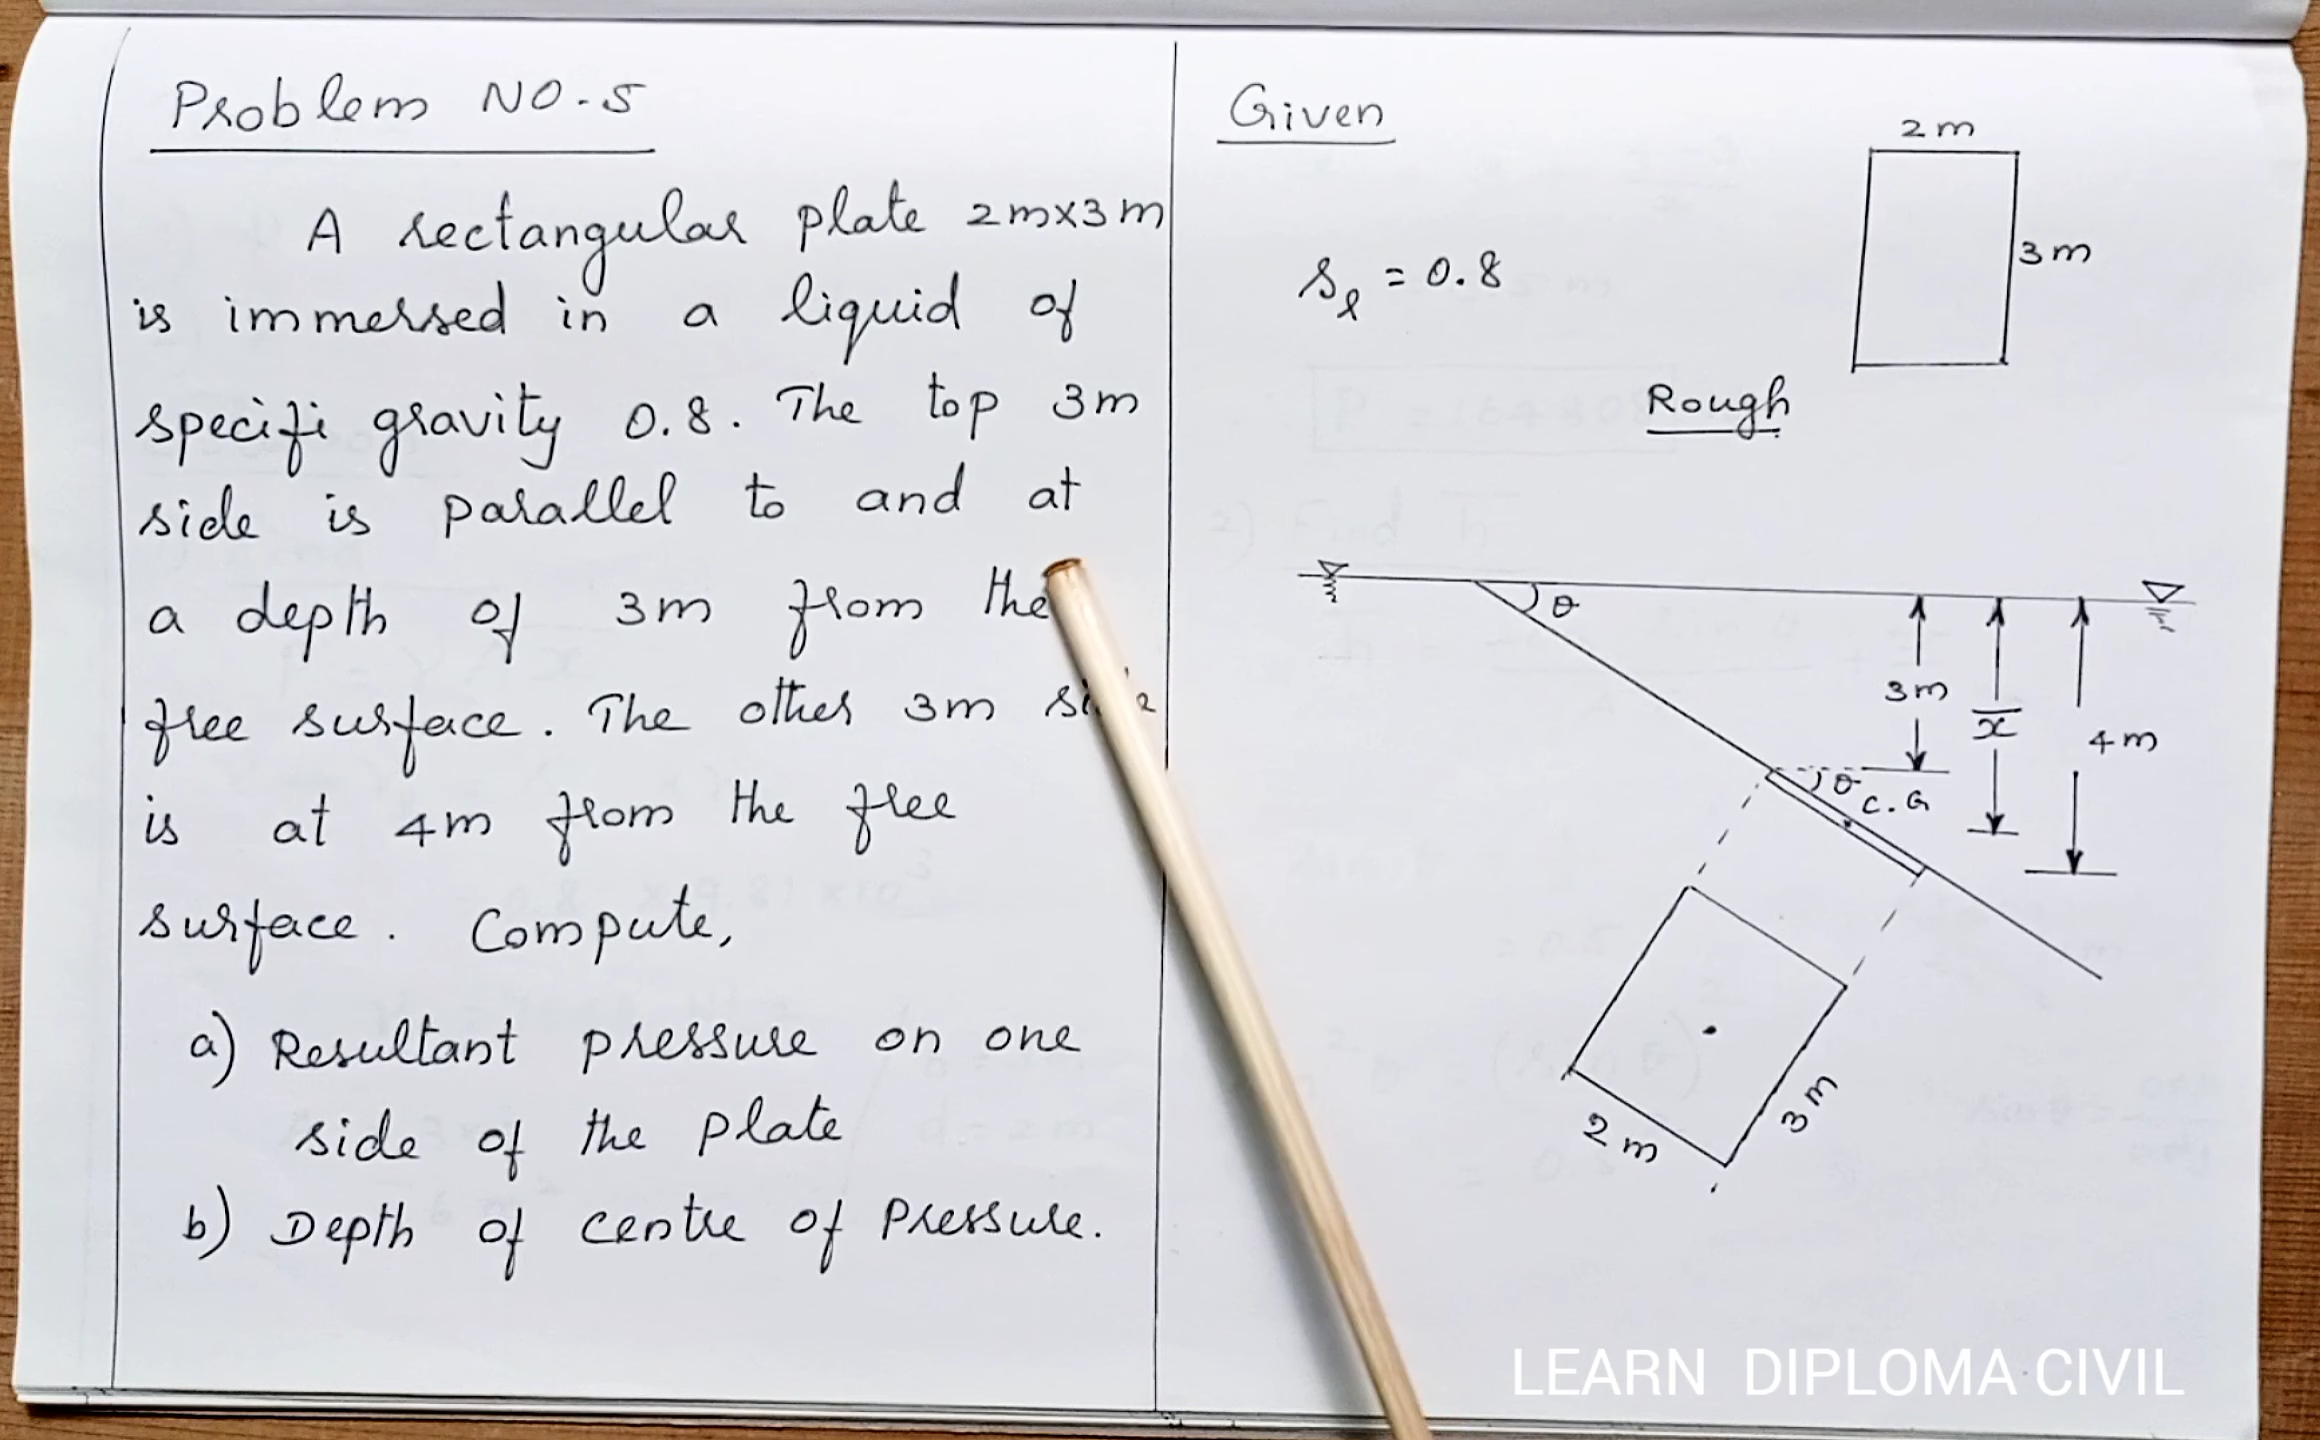 Problem NO-5
A rectangular plate 2m×3m
is immersed in a liquid of
specifi gravity 0.8. The top 3m
side is parallel to and at
a depth of 3m from the
free surface. The other 3m
is at 4m from the free
surface. Compute,
a) Resultant pressure on one
side of the plate
b) Depth of centre of pressure.
Given
2m
3m
s_l = 0.8
Rough
θ
3m
x̄
4m
θ
C.G
2m
3m
LEARN DIPLOMA CIVIL